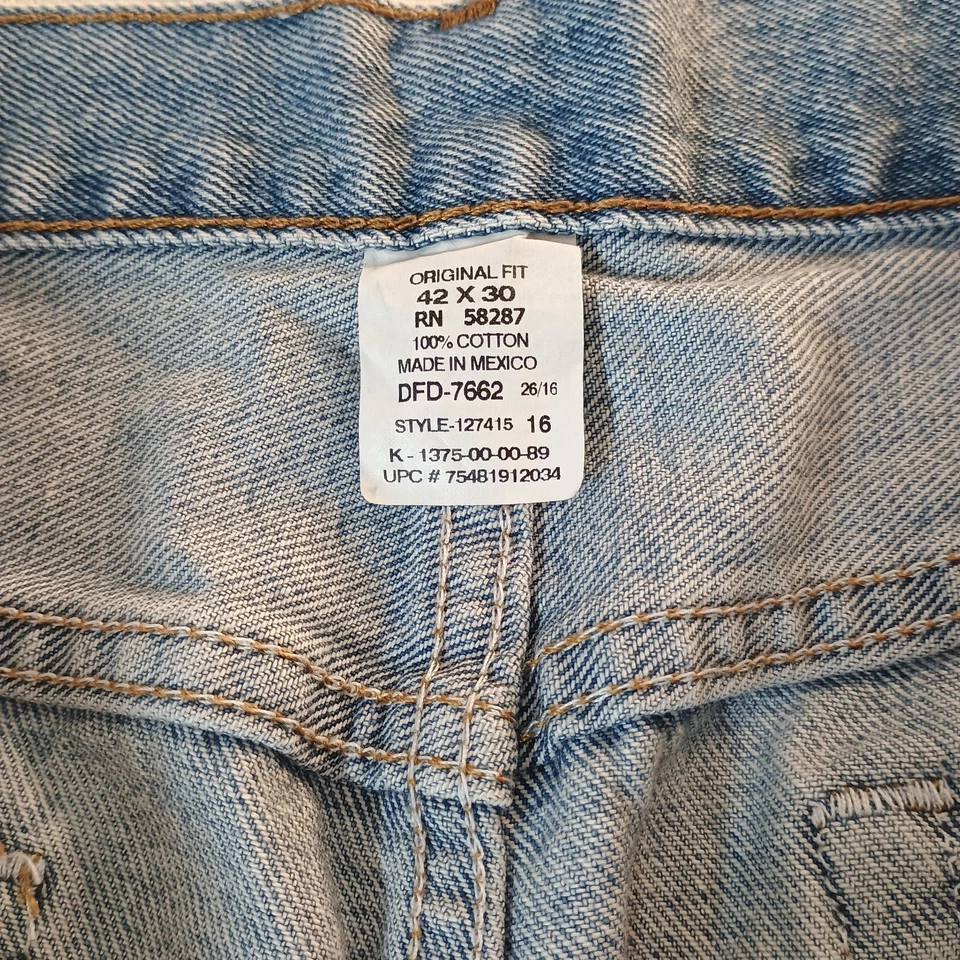 ORIGINAL FIT
42 X 30
RN 58287
100% COTTON
MADE IN MEXICO
DFD-7662 26/16
STYLE-127415 16
K - 1375-00-00-89
UPC # 75481912034